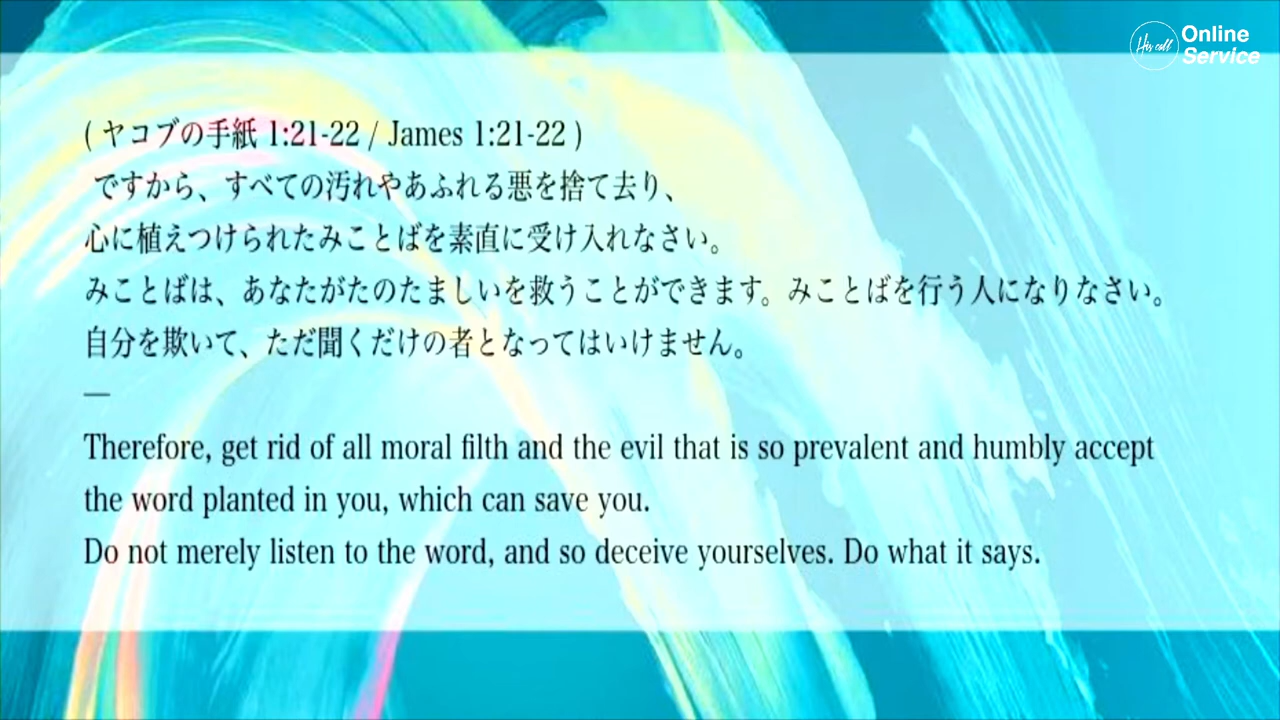 His call
Online
Service
( ヤコブの手紙 1:21-22 / James 1:21-22 )
ですから、すべての汚れやあふれる悪を捨て去り、
心に植えつけられたみことばを素直に受け入れなさい。
みことばは、あなたがたのたましいを救うことができます。みことばを行う人になりなさい。
自分を欺いて、ただ聞くだけの者となってはいけません。
—
Therefore, get rid of all moral filth and the evil that is so prevalent and humbly accept
the word planted in you, which can save you.
Do not merely listen to the word, and so deceive yourselves. Do what it says.